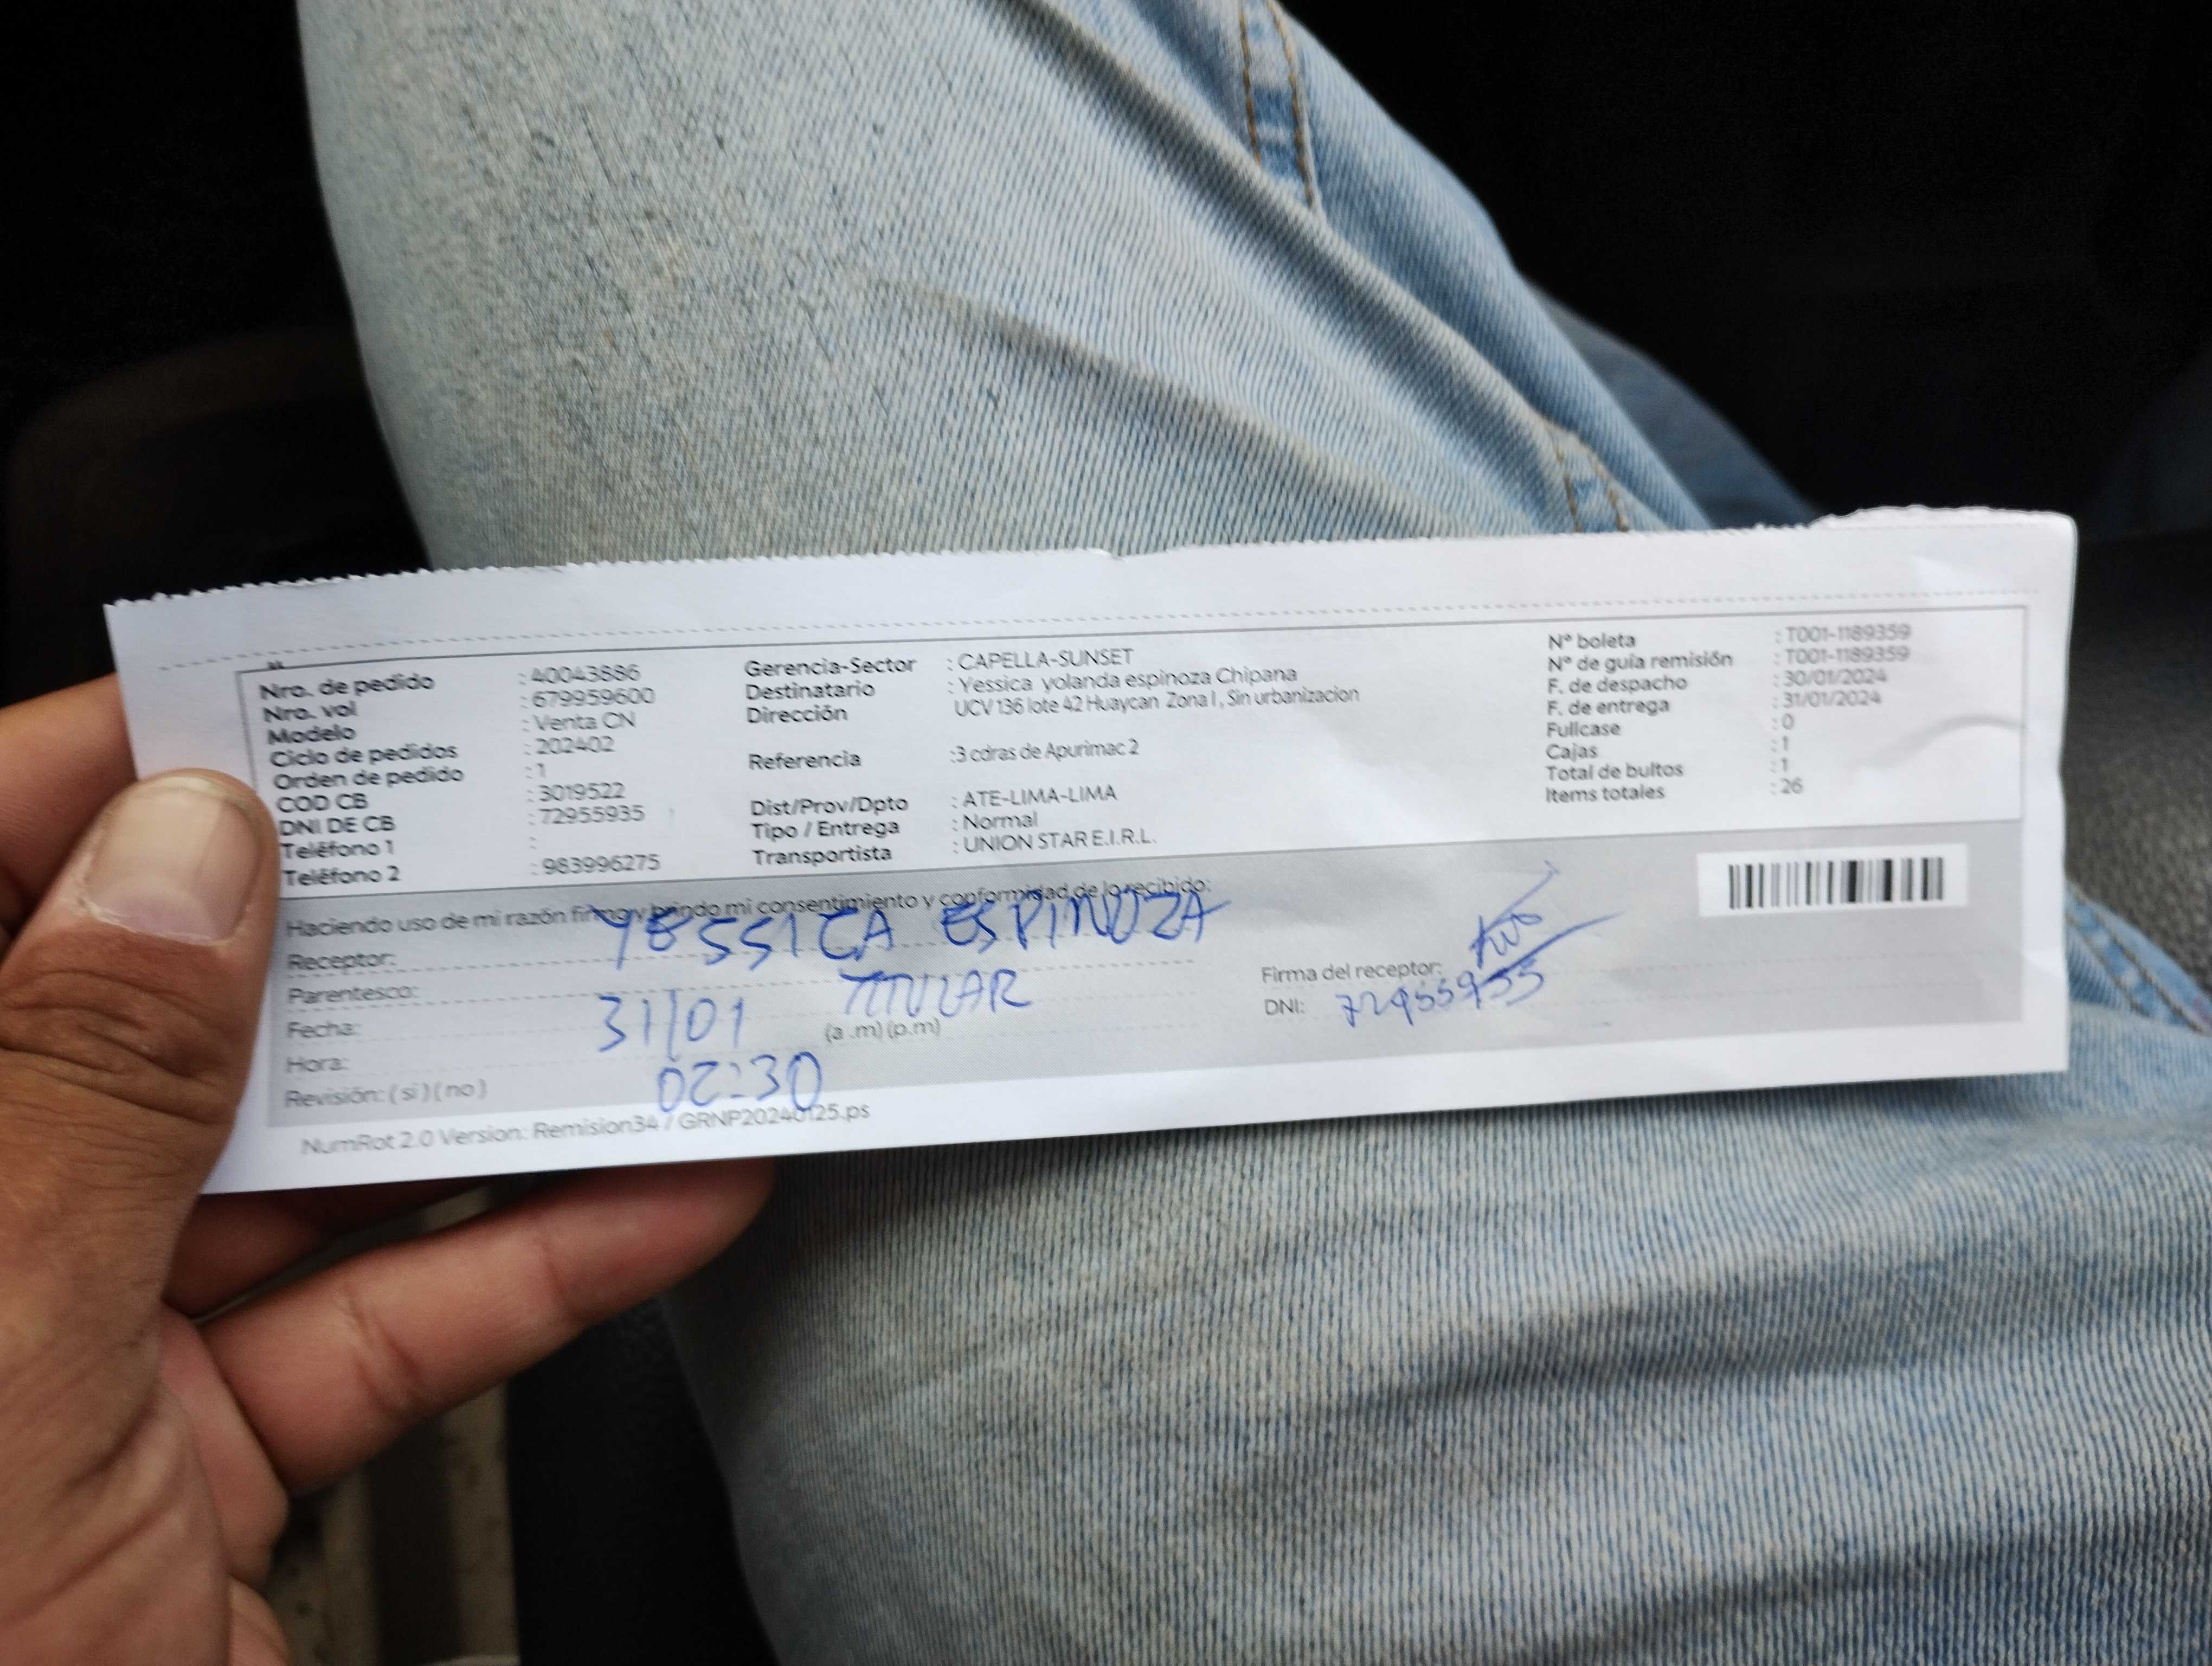 Nro. de pedido : 40043886
Nro. vol : 679959600
Modelo : Venta CN
Ciclo de pedidos : 202402
Orden de pedido : 1
COD CB : 3019522
DNI DE CB : 72955935
Teléfono 1 :
Teléfono 2 : 983996275
Gerencia-Sector : CAPELLA-SUNSET
Destinatario : Yessica yolanda espinoza Chipana
Dirección UCV 136 lote 42 Huaycan Zona I , Sin urbanizacion
Referencia :3 cdras de Apurimac 2
Dist/Prov/Dpto : ATE-LIMA-LIMA
Tipo / Entrega : Normal
Transportista : UNION STAR E.I.R.L.
N° boleta : T001-1189359
N° de guía remisión : T001-1189359
F. de despacho : 30/01/2024
F. de entrega : 31/01/2024
Fullcase : 0
Cajas : 1
Total de bultos : 1
Items totales : 26
Haciendo uso de mi razón firmo y brindo mi consentimiento y conformidad de lo recibido:
Receptor: YESSICA ESPINOZA
Parentesco: TITULAR
Fecha: 31/01
Hora: 02:30 (a .m) (p.m)
Revisión: ( si ) ( no )
Firma del receptor:
DNI: 72955935
NumRot 2.0 Version: Remision34 / GRNP20240125.ps